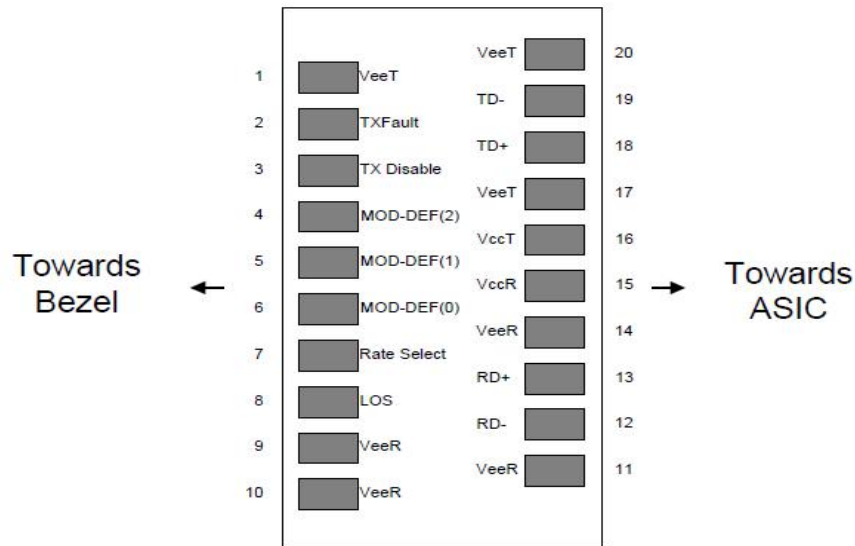 VeeT 20
1 VeeT
TD- 19
2 TXFault
TD+ 18
3 TX Disable
VeeT 17
4 MOD-DEF(2)
VccT 16
5 MOD-DEF(1)
Towards
Bezel
VccR 15
Towards
ASIC
6 MOD-DEF(0)
VeeR 14
7 Rate Select
RD+ 13
8 LOS
RD- 12
9 VeeR
VeeR 11
10 VeeR